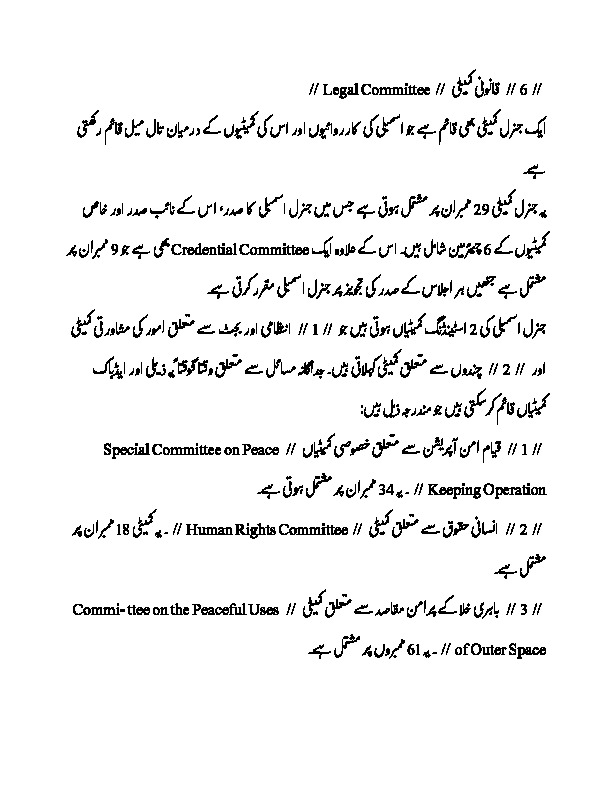 // 6 // قانونی کمیٹی // Legal Committee //
ایک جنرل کمیٹی بھی قائم ہے جو اسمبلی کی کارروائیوں اور اس کی کمیٹیوں کے درمیان تال میل قائم رکھتی
ہے۔
یہ جنرل کمیٹی 29 ممبران پر مشتمل ہوتی ہے جس میں جنرل اسمبلی کا صدر، اس کے نائب صدر اور خاص
کمیٹیوں کے 6 چیئرمین شامل ہیں۔ اس کے علاوہ ایک Credential Committee بھی ہے جو 9 ممبران پر
مشتمل ہے جنھیں ہر اجلاس کے صدر کی تجویز پر جنرل اسمبلی مقرر کرتی ہے۔
جنرل اسمبلی کی 2 اسٹینڈنگ کمیٹیاں ہوتی ہیں جو // 1 // انتظامی اور بجٹ سے متعلق امور کی مشاورتی کمیٹی
اور // 2 // چندوں سے متعلق کمیٹی کہلاتی ہیں۔ جداگانہ مسائل سے متعلق وقتاً فوقتاً یہ ذیلی اور ایڈہاک
کمیٹیاں قائم کرسکتی ہیں جو مندرجہ ذیل ہیں:
// 1 // قیام امن آپریشن سے متعلق خصوصی کمیٹیاں // Special Committee on Peace
Keeping Operation // ۔ یہ 34 ممبران پر مشتمل ہوتی ہے۔
// 2 // انسانی حقوق سے متعلق کمیٹی // Human Rights Committee // ۔ یہ کمیٹی 18 ممبران پر
مشتمل ہے۔
// 3 // باہری خلا کے پرامن مقاصد سے متعلق کمیٹی // Commi- ttee on the Peaceful Uses
of Outer Space // ۔ یہ 61 ممبروں پر مشتمل ہے۔